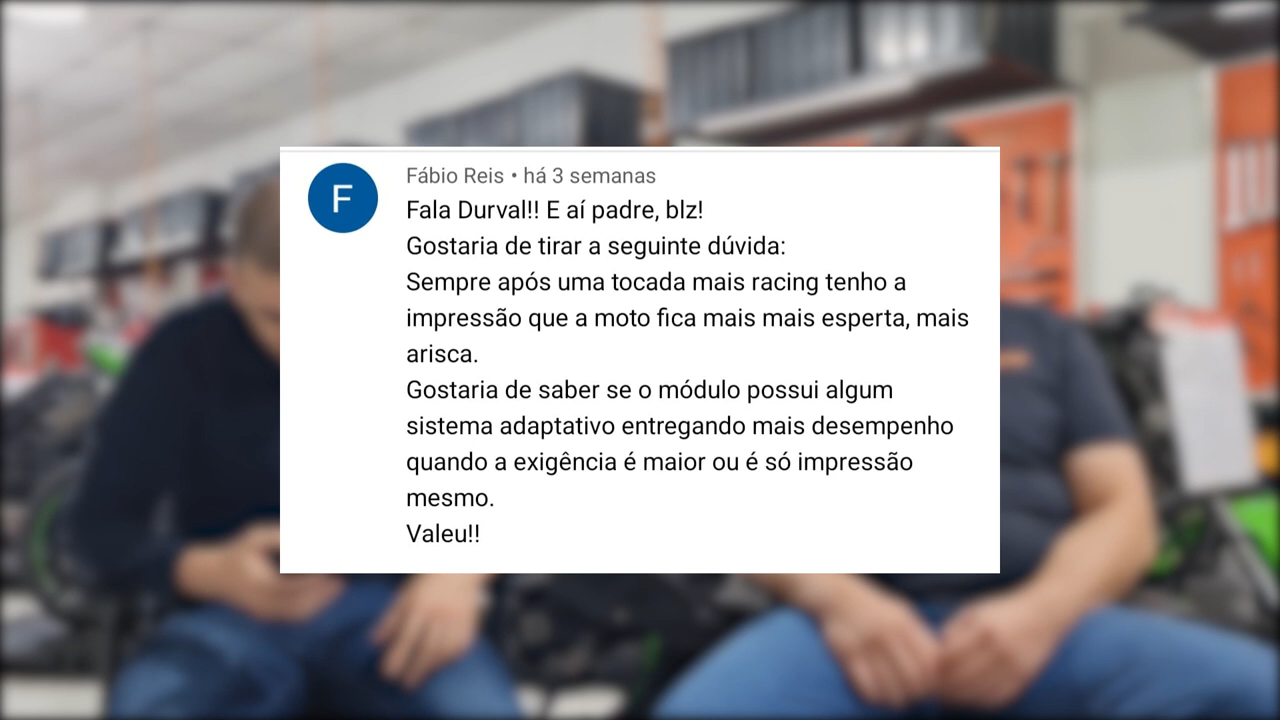 F
Fábio Reis • há 3 semanas
Fala Durval!! E aí padre, blz!
Gostaria de tirar a seguinte dúvida:
Sempre após uma tocada mais racing tenho a
impressão que a moto fica mais mais esperta, mais
arisca.
Gostaria de saber se o módulo possui algum
sistema adaptativo entregando mais desempenho
quando a exigência é maior ou é só impressão
mesmo.
Valeu!!